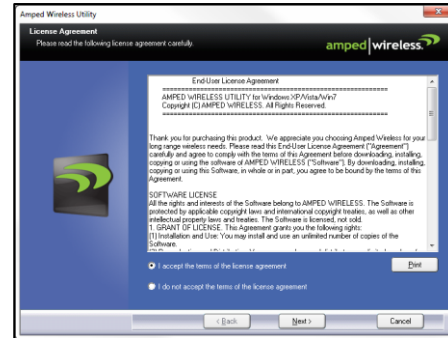 Amped Wireless Utility
License Agreement
Please read the following license agreement carefully.
amped wireless
End-User License Agreement
AMPED WIRELESS UTILITY for Windows XP/Vista/Win7
Copyright (C) AMPED WIRELESS. All Rights Reserved.
Thank you for purchasing this product. We appreciate you choosing Amped Wireless for your
long range wireless needs. Please read this End-User License Agreement ("Agreement")
carefully and agree to comply with the terms of this Agreement before downloading, installing,
copying or using the software of AMPED WIRELESS ("Software"). By downloading, installing,
copying or using this Software, in whole or in part, you agree to be bound by the terms of this
Agreement.
SOFTWARE LICENSE
All the rights and interests of the Software belong to AMPED WIRELESS. The Software is
protected by applicable copyright laws and international copyright treaties, as well as other
intellectual property laws and treaties. The Software is licensed, not sold.
1. GRANT OF LICENSE. This Agreement grants you the following rights:
(1) Installation and Use: You may install and use an unlimited number of copies of the
Software.
I accept the terms of the license agreement
Print
I do not accept the terms of the license agreement
< Back
Next >
Cancel